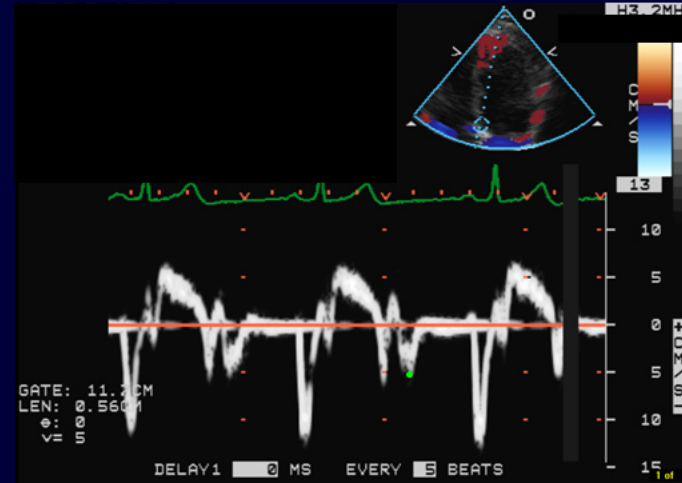 H3.2MH
C
M
/
S
13
10
5
0
5
10
15
+
C
M
/
S
-
GATE: 11.7CM
LEN: 0.56CM
θ: 0
V= 5
DELAY1 0 MS EVERY 5 BEATS
1 of